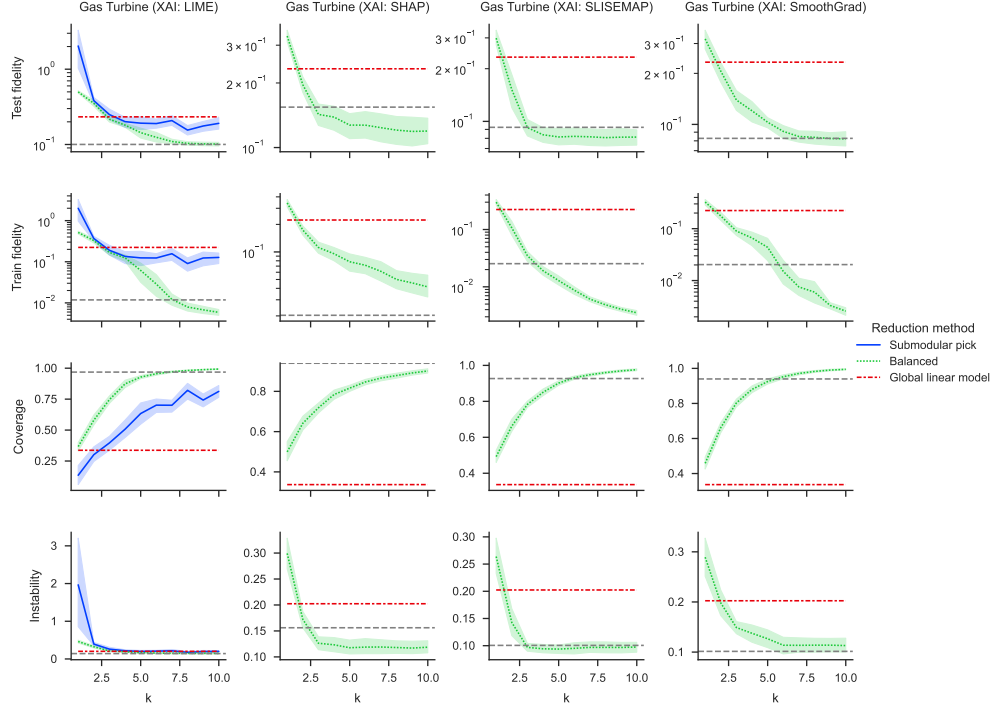 Gas Turbine (XAI: LIME)
Gas Turbine (XAI: SHAP)
Gas Turbine (XAI: SLISEMAP)
Gas Turbine (XAI: SmoothGrad)
Test fidelity
10⁰
10⁻¹
3 × 10⁻¹
2 × 10⁻¹
10⁻¹
3 × 10⁻¹
2 × 10⁻¹
10⁻¹
3 × 10⁻¹
2 × 10⁻¹
10⁻¹
Train fidelity
10⁰
10⁻¹
10⁻²
10⁻¹
10⁻¹
10⁻²
10⁻¹
10⁻²
Reduction method
Submodular pick
Balanced
Global linear model
Coverage
1.00
0.75
0.50
0.25
0.8
0.6
0.4
1.0
0.8
0.6
0.4
1.0
0.8
0.6
0.4
Instability
3
2
1
0
0.30
0.25
0.20
0.15
0.10
0.30
0.25
0.20
0.15
0.10
0.3
0.2
0.1
2.5 5.0 7.5 10.0
2.5 5.0 7.5 10.0
2.5 5.0 7.5 10.0
2.5 5.0 7.5 10.0
k
k
k
k